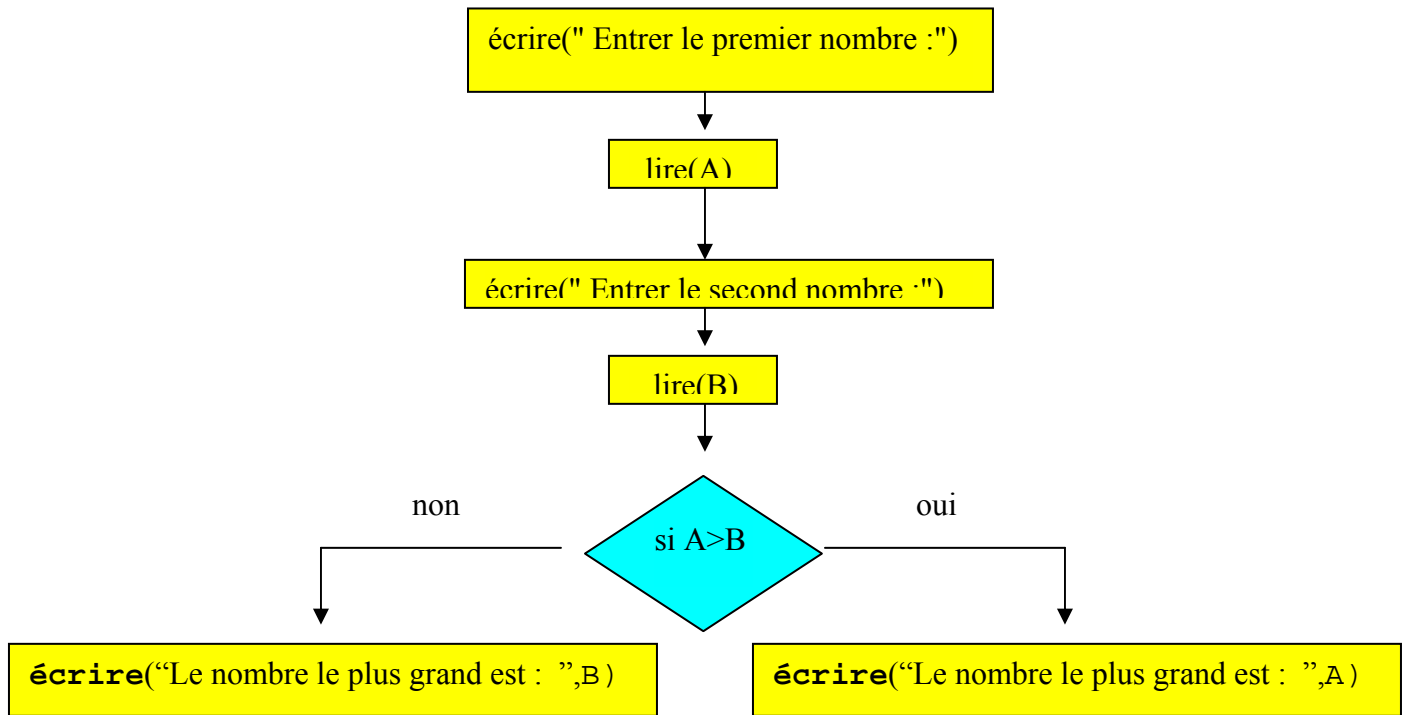 écrire(" Entrer le premier nombre :")
lire(A)
écrire(" Entrer le second nombre :")
lire(B)
non
oui
si A>B
écrire(“Le nombre le plus grand est :  ”,B)
écrire(“Le nombre le plus grand est :  ”,A)